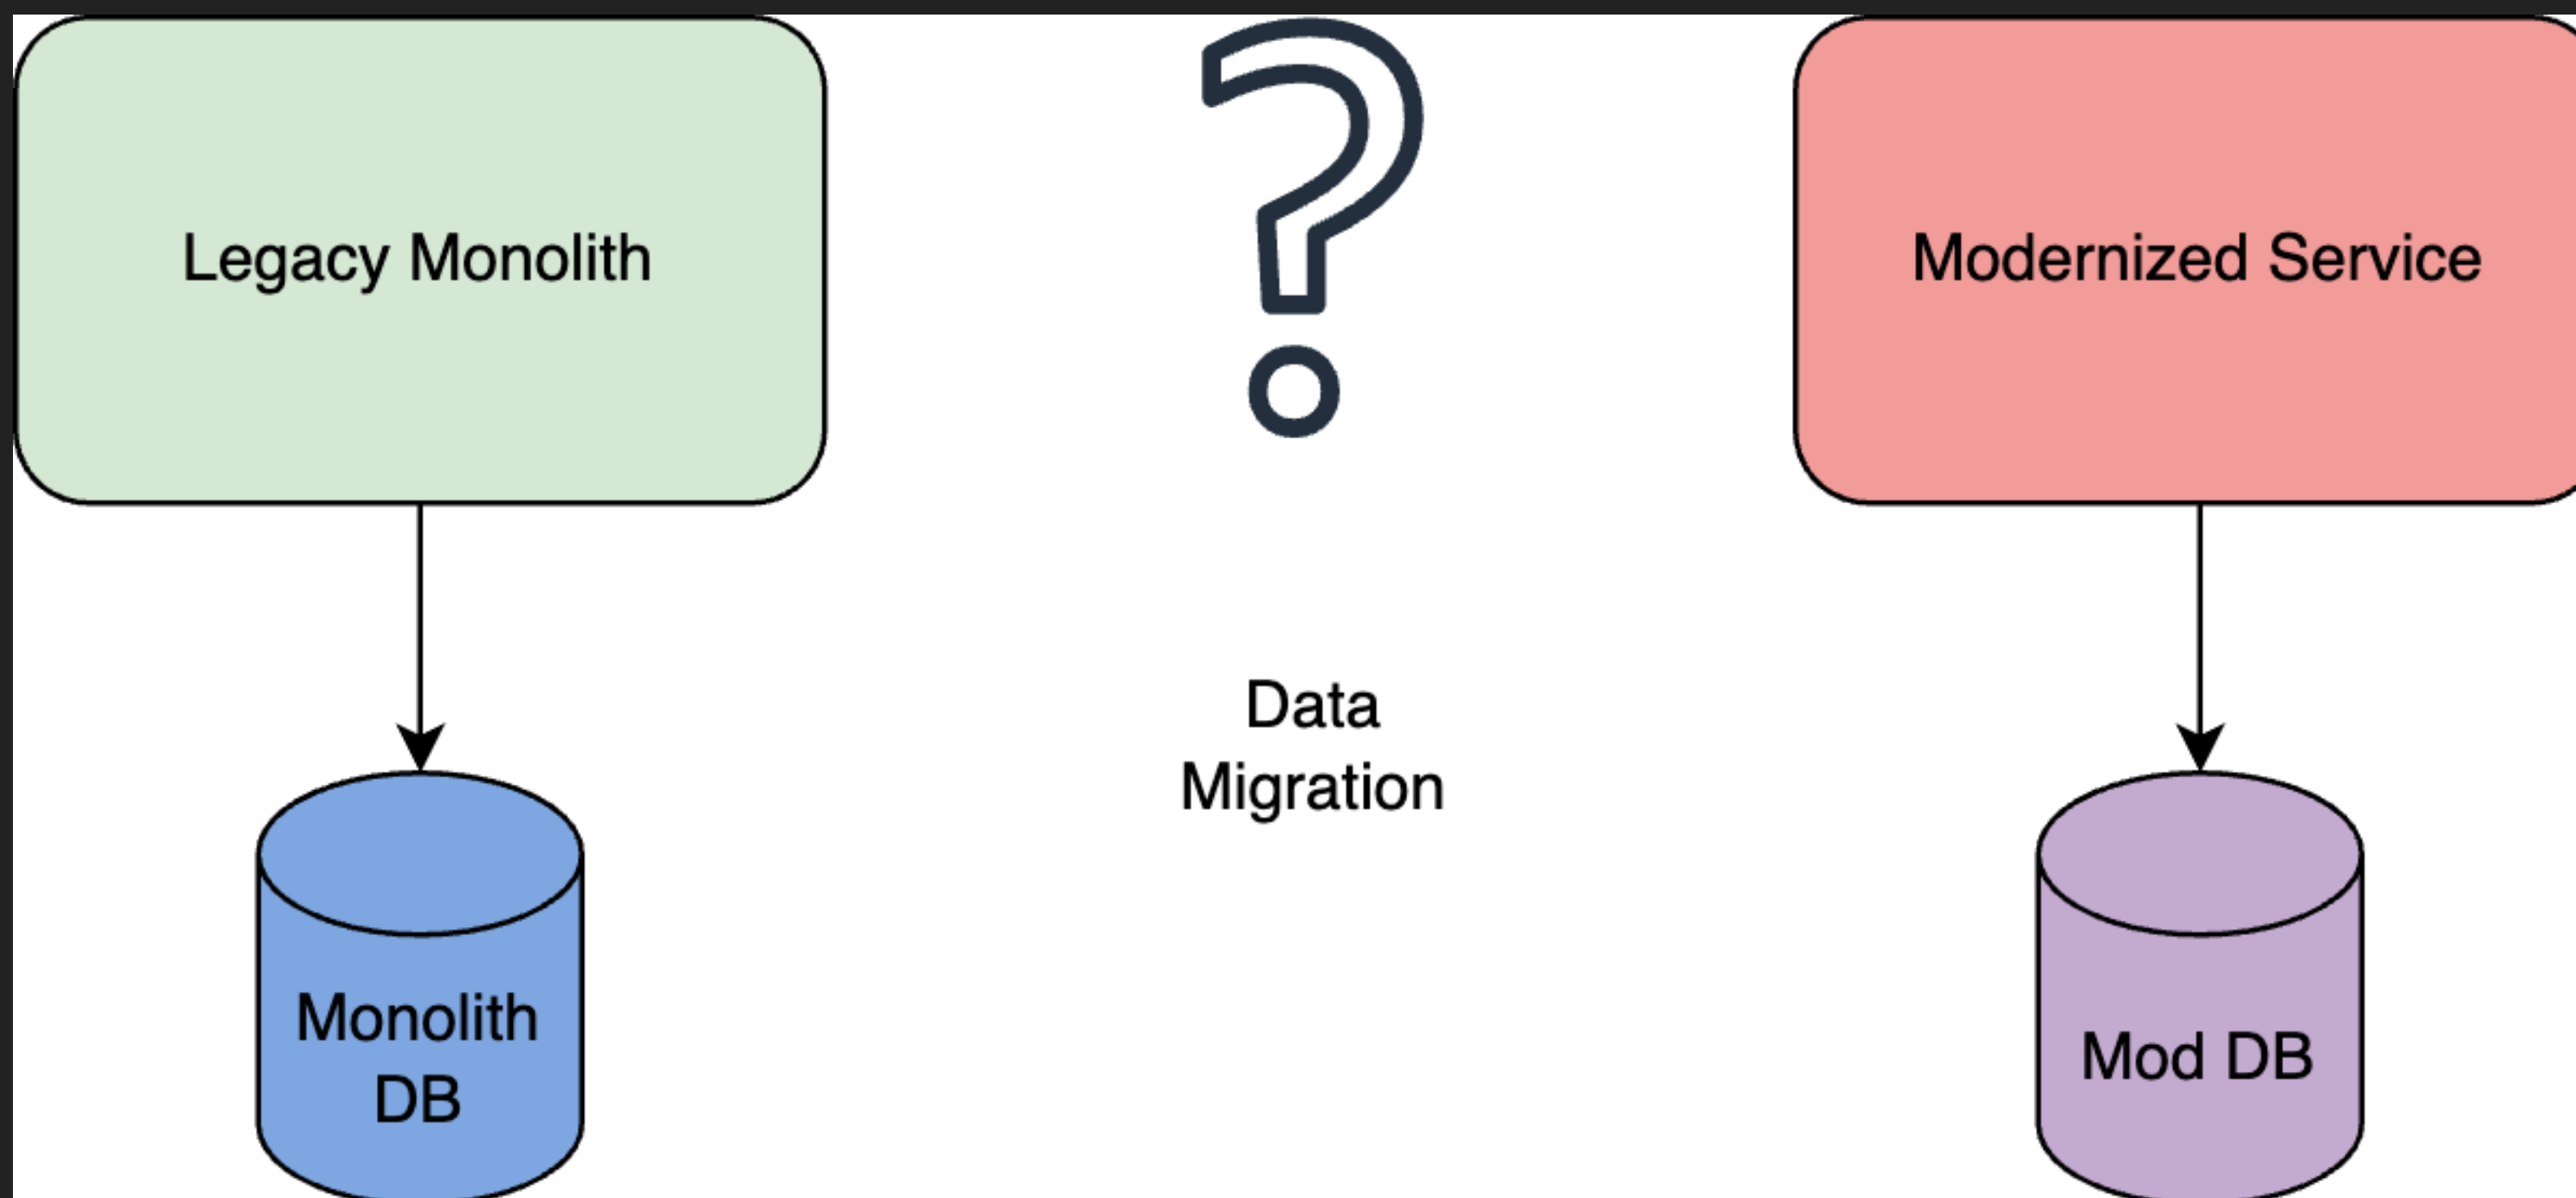 Legacy Monolith
?
Modernized Service
Data
Migration
Monolith
DB
Mod DB